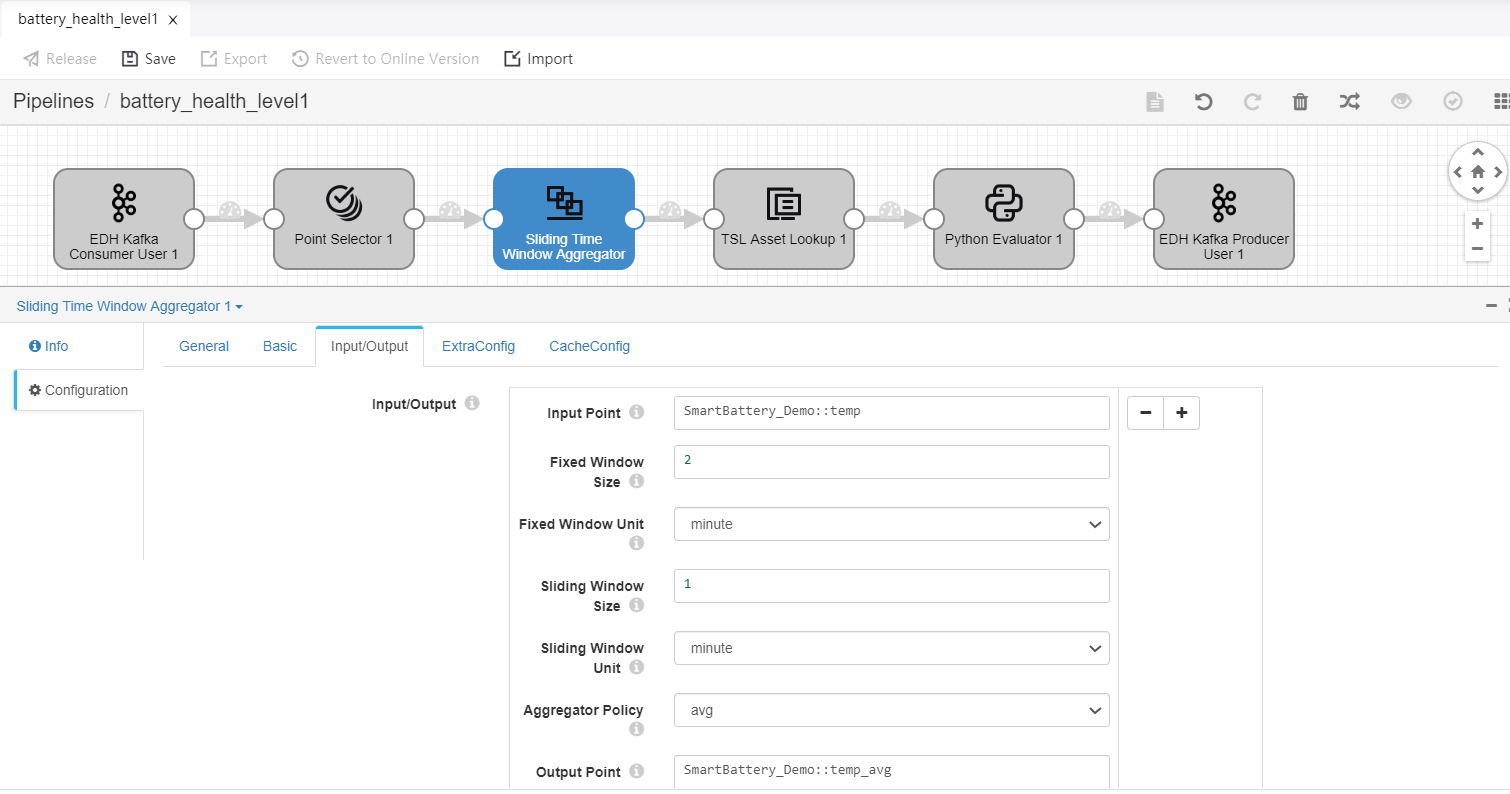 battery_health_level1 x
Release Save Export Revert to Online Version Import
Pipelines / battery_health_level1
EDH Kafka
Consumer User 1
Point Selector 1
Sliding Time
Window Aggregator
TSL Asset Lookup 1
Python Evaluator 1
EDH Kafka Producer
User 1
Sliding Time Window Aggregator 1
Info
Configuration
General Basic Input/Output ExtraConfig CacheConfig
Input/Output
Input Point SmartBattery_Demo::temp
Fixed Window
Size
2
Fixed Window Unit minute
Sliding Window
Size
1
Sliding Window
Unit
minute
Aggregator Policy avg
Output Point SmartBattery_Demo::temp_avg